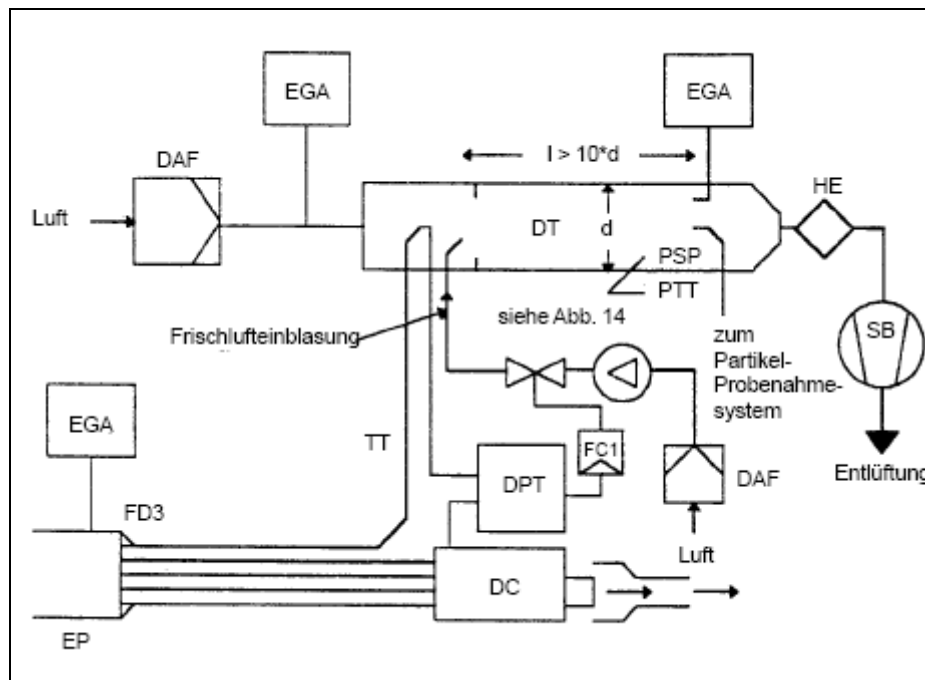 EGA
EGA
DAF
l > 10*d
HE
Luft
DT
d
PSP
PTT
Frischlufteinblasung
siehe Abb. 14
zum
Partikel-
Probenahme-
system
SB
EGA
TT
FC1
DPT
DAF
Entlüftung
FD3
Luft
DC
EP